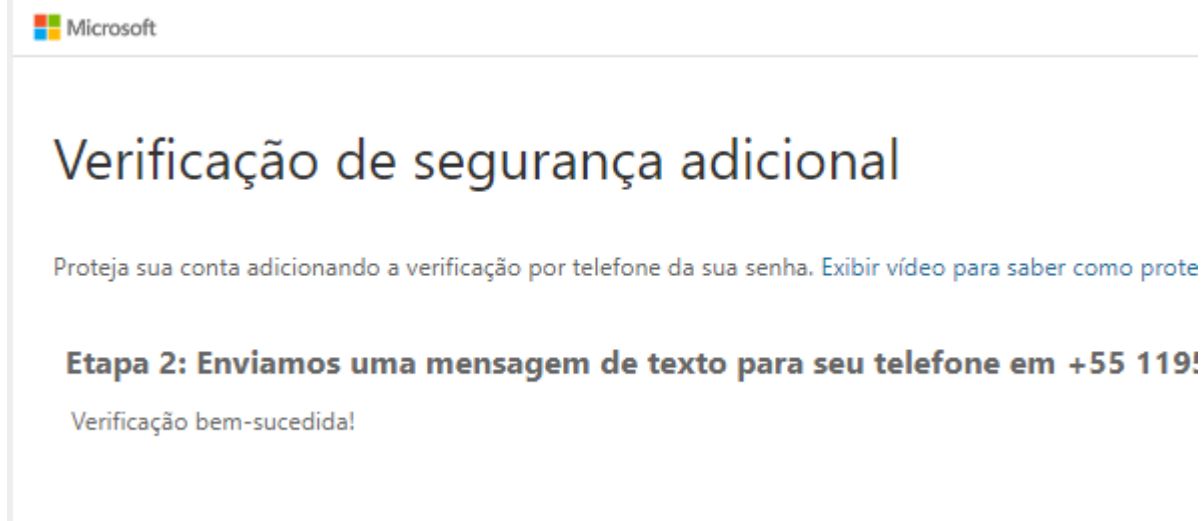 Microsoft
Verificação de segurança adicional
Proteja sua conta adicionando a verificação por telefone da sua senha. Exibir vídeo para saber como prote
Etapa 2: Enviamos uma mensagem de texto para seu telefone em +55 1195
Verificação bem-sucedida!